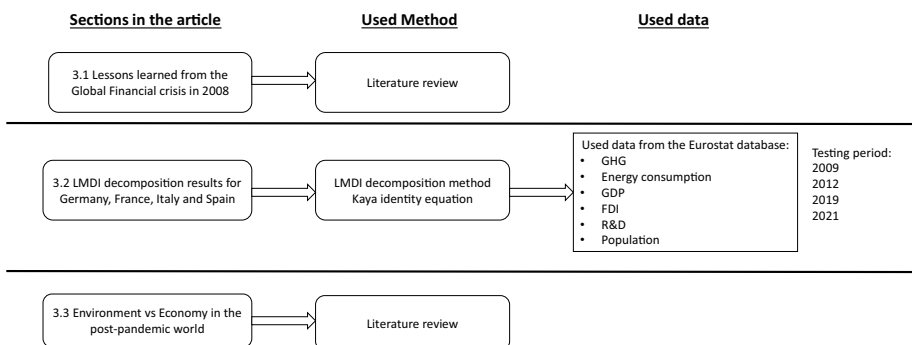 Sections in the article
Used Method
Used data
3.1 Lessons learned from the
Global Financial crisis in 2008
Literature review
3.2 LMDI decomposition results for
Germany, France, Italy and Spain
LMDI decomposition method
Kaya identity equation
Used data from the Eurostat database:
• GHG
• Energy consumption
• GDP
• FDI
• R&D
• Population
Testing period:
2009
2012
2019
2021
3.3 Environment vs Economy in the
post-pandemic world
Literature review